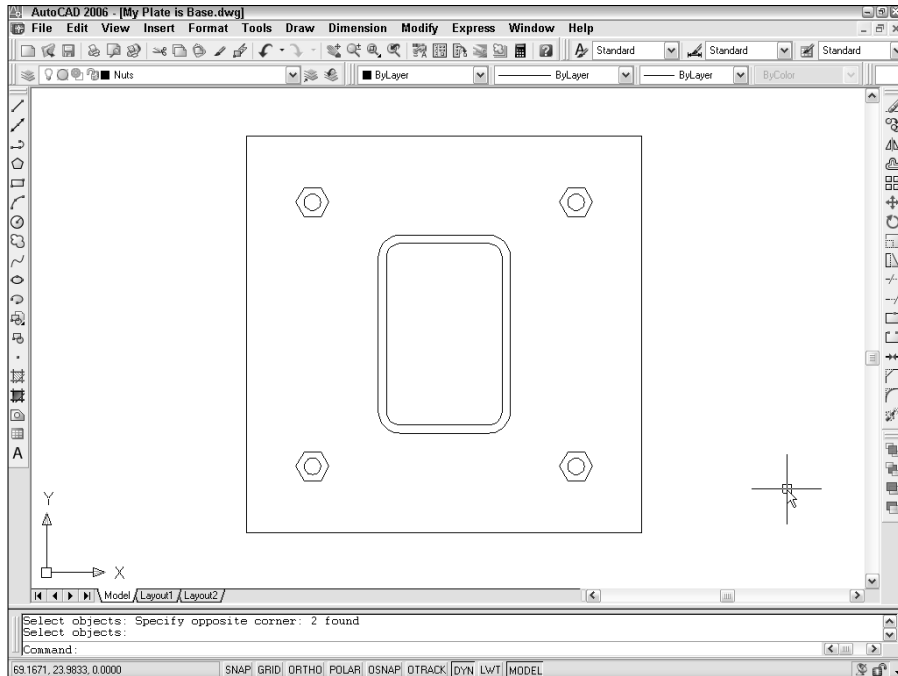 AutoCAD 2006 - [My Plate is Base.dwg]
File Edit View Insert Format Tools Draw Dimension Modify Express Window Help
Standard Standard Standard
Nuts ByLayer ByLayer ByLayer ByColor
A
Y
X
Model Layout1 Layout2
Select objects: Specify opposite corner: 2 found
Select objects:
Command:
69.1671, 23.9833, 0.0000 SNAP GRID ORTHO POLAR OSNAP OTRACK DYN LWT MODEL